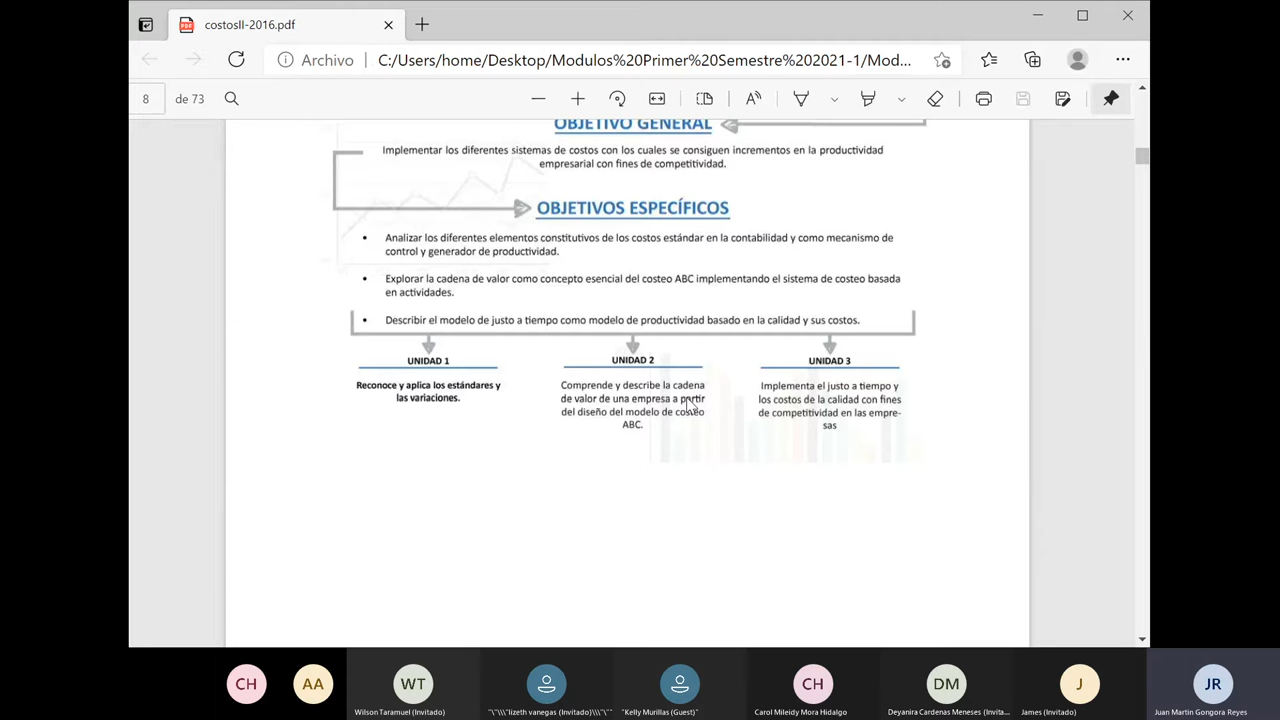 costosII-2016.pdf
Archivo
C:/Users/home/Desktop/Modulos%20Primer%20Semestre%202021-1/Mod...
8
de 73
OBJETIVO GENERAL
Implementar los diferentes sistemas de costos con los cuales se consiguen incrementos en la productividad
empresarial con fines de competitividad.
OBJETIVOS ESPECÍFICOS
• Analizar los diferentes elementos constitutivos de los costos estándar en la contabilidad y como mecanismo de
control y generador de productividad.
• Explorar la cadena de valor como concepto esencial del costeo ABC implementando el sistema de costeo basada
en actividades.
• Describir el modelo de justo a tiempo como modelo de productividad basado en la calidad y sus costos.
UNIDAD 1
Reconoce y aplica los estándares y
las variaciones.
UNIDAD 2
Comprende y describe la cadena
de valor de una empresa a partir
del diseño del modelo de costeo
ABC.
UNIDAD 3
Implementa el justo a tiempo y
los costos de la calidad con fines
de competitividad en las empre-
sas
CH
AA
WT
Wilson Taramuel (Invitado)
"\"\\\"lizeth vanegas (Invitado)\\\"\""
"Kelly Murillas (Guest)"
CH
Carol Mileidy Mora Hidalgo
DM
Deyanira Cardenas Meneses (Invita...
J
James (Invitado)
JR
Juan Martin Gongora Reyes